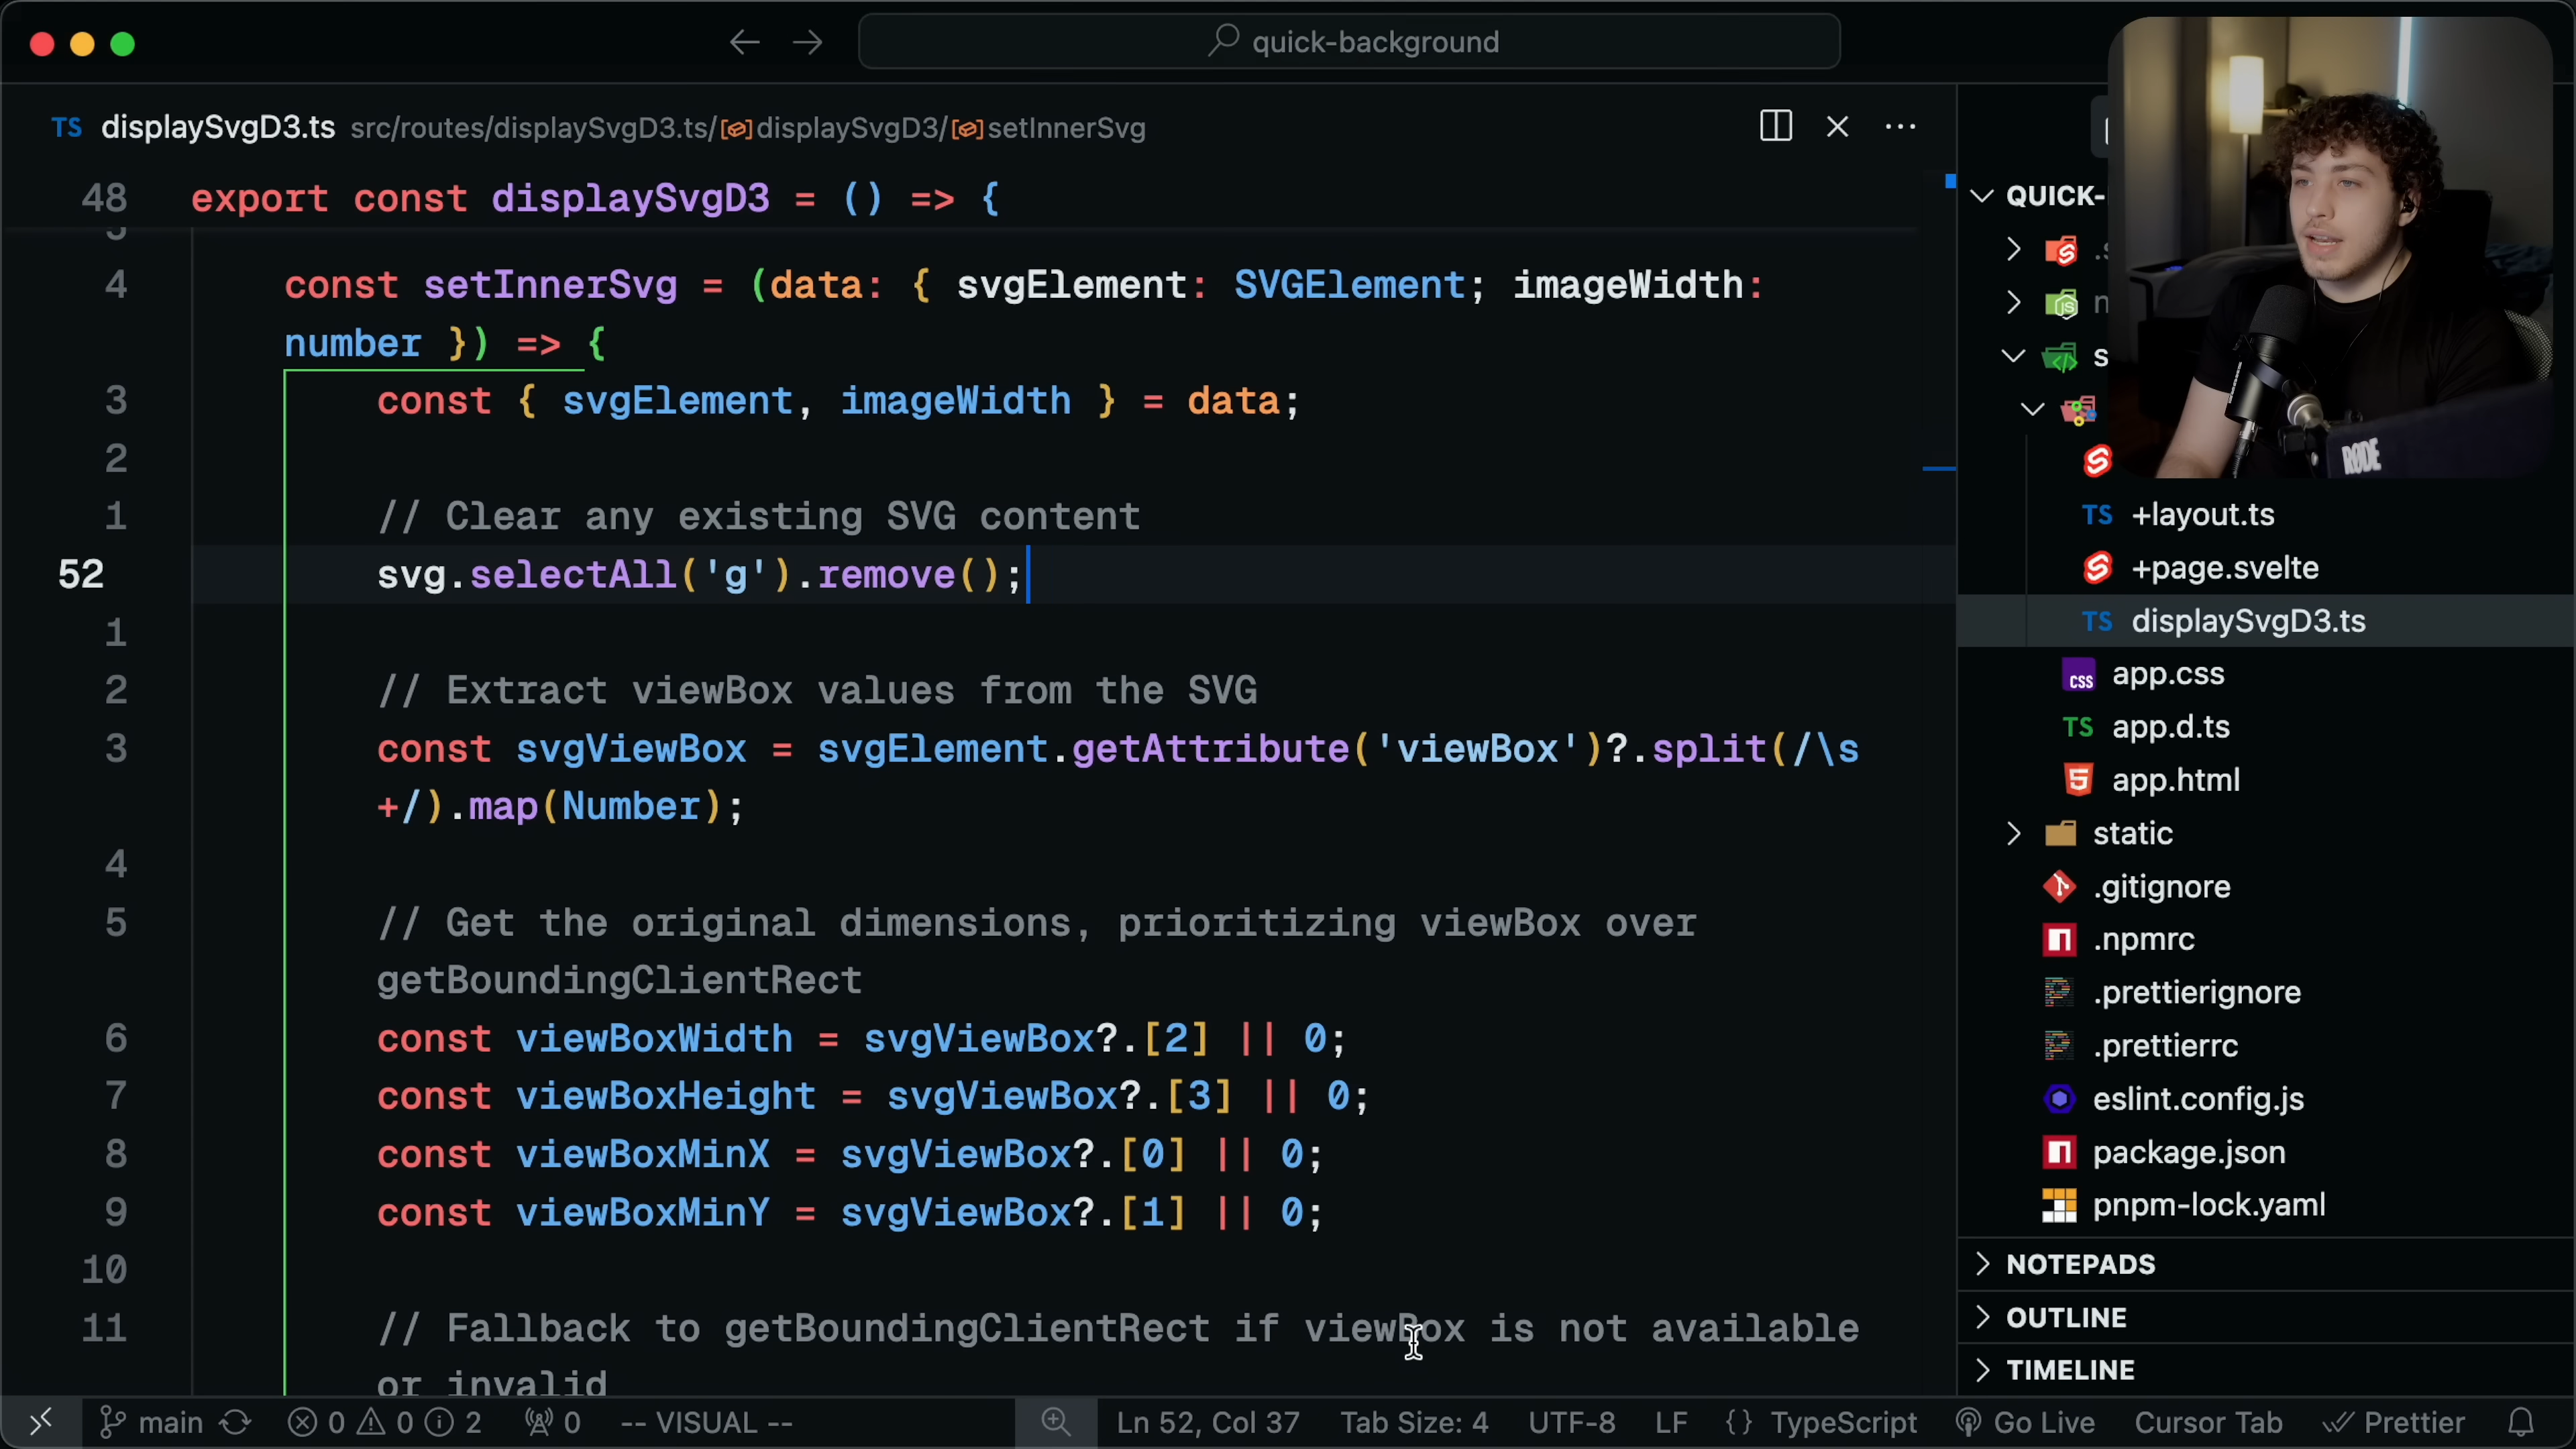 quick-background
TS displaySvgD3.ts src/routes/displaySvgD3.ts/displaySvgD3/setInnerSvg
48 export const displaySvgD3 = () => {
4 const setInnerSvg = (data: { svgElement: SVGElement; imageWidth:
number }) => {
3 const { svgElement, imageWidth } = data;
2
1 // Clear any existing SVG content
52 svg.selectAll('g').remove();
1
2 // Extract viewBox values from the SVG
3 const svgViewBox = svgElement.getAttribute('viewBox')?.split(/\s
+/).map(Number);
4
5 // Get the original dimensions, prioritizing viewBox over
getBoundingClientRect
6 const viewBoxWidth = svgViewBox?.[2] || 0;
7 const viewBoxHeight = svgViewBox?.[3] || 0;
8 const viewBoxMinX = svgViewBox?.[0] || 0;
9 const viewBoxMinY = svgViewBox?.[1] || 0;
10
11 // Fallback to getBoundingClientRect if viewBox is not available
or invalid
QUICK-
RØDE
TS +layout.ts
+page.svelte
TS displaySvgD3.ts
css app.css
TS app.d.ts
5 app.html
static
.gitignore
.npmrc
.prettierignore
.prettierrc
eslint.config.js
package.json
pnpm-lock.yaml
NOTEPADS
OUTLINE
TIMELINE
main 0 0 2 0 -- VISUAL -- Ln 52, Col 37 Tab Size: 4 UTF-8 LF {} TypeScript Go Live Cursor Tab Prettier